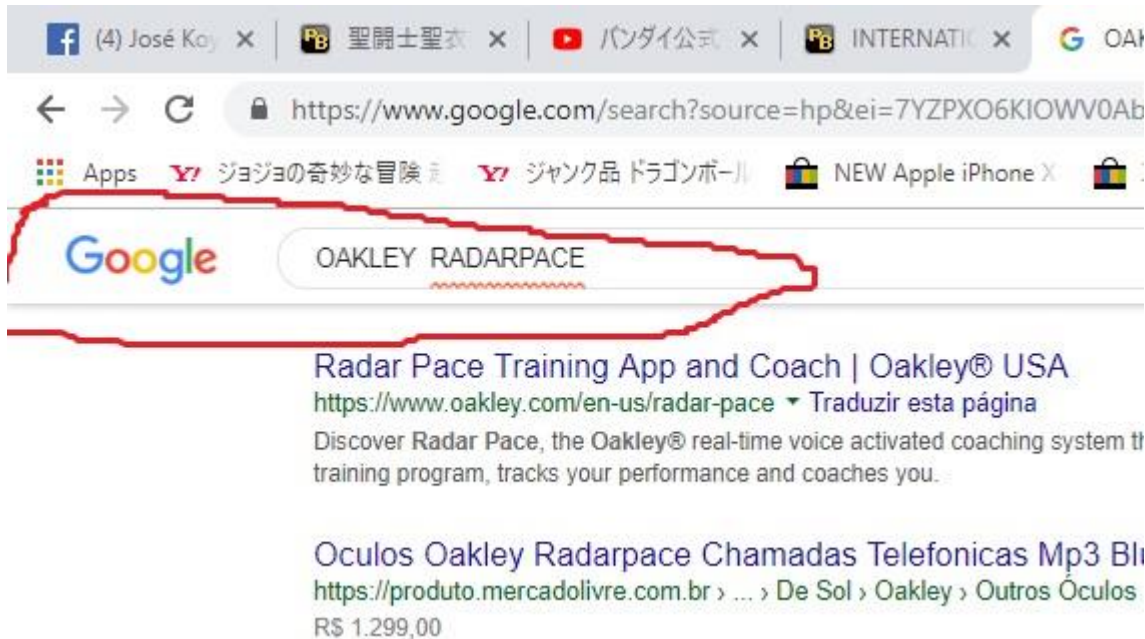 (4) José Ko
聖闘士聖衣
バンダイ公式
INTERNATI
G OA
https://www.google.com/search?source=hp&ei=7YZPXO6KIOWV0Ab
Apps
ジョジョの奇妙な冒険
ジャンク品 ドラゴンボール
NEW Apple iPhone X
Google
OAKLEY RADARPACE
Radar Pace Training App and Coach | Oakley® USA
https://www.oakley.com/en-us/radar-pace ▾ Traduzir esta página
Discover Radar Pace, the Oakley® real-time voice activated coaching system th
training program, tracks your performance and coaches you.
Oculos Oakley Radarpace Chamadas Telefonicas Mp3 Bl
https://produto.mercadolivre.com.br › ... › De Sol › Oakley › Outros Óculos
R$ 1.299,00